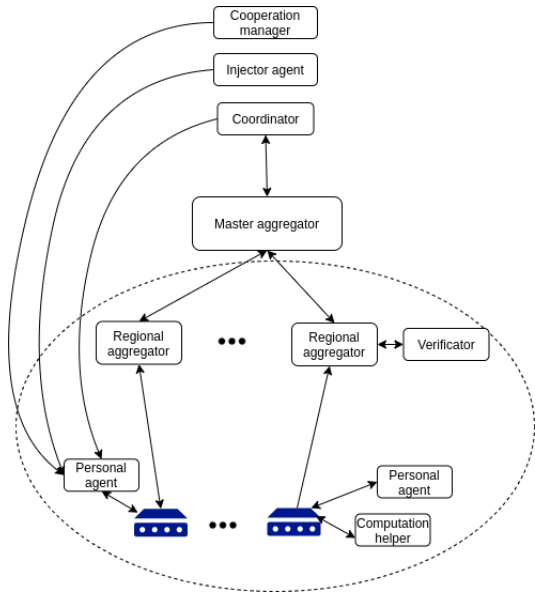 Cooperation
manager
Injector agent
Coordinator
Master aggregator
Regional
aggregator
Regional
aggregator
Verificator
Personal
agent
Personal
agent
Computation
helper